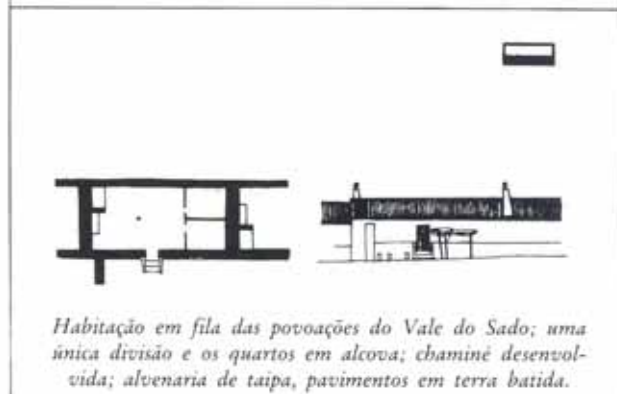 Habitação em fila das povoações do Vale do Sado; uma
única divisão e os quartos em alcova; chaminé desenvol-
vida; alvenaria de taipa, pavimentos em terra batida.